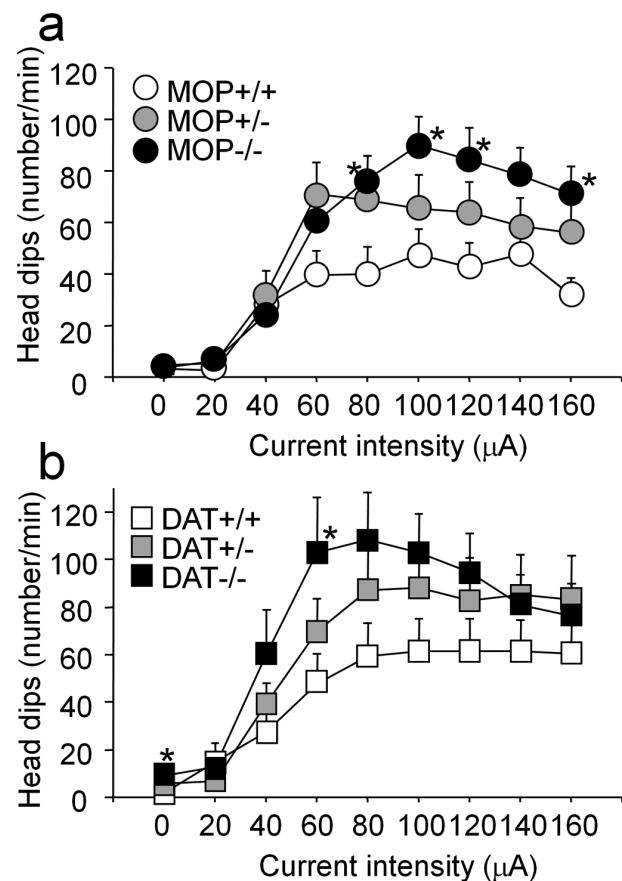 a
120
100
80
60
40
20
0
Head dips (number/min)
MOP+/+
MOP+/-
MOP-/-
*
*
*
*
0 20 40 60 80 100 120 140 160
Current intensity (μA)
b
120
100
80
60
40
20
0
Head dips (number/min)
DAT+/+
DAT+/-
DAT-/-
*
*
0 20 40 60 80 100 120 140 160
Current intensity (μA)